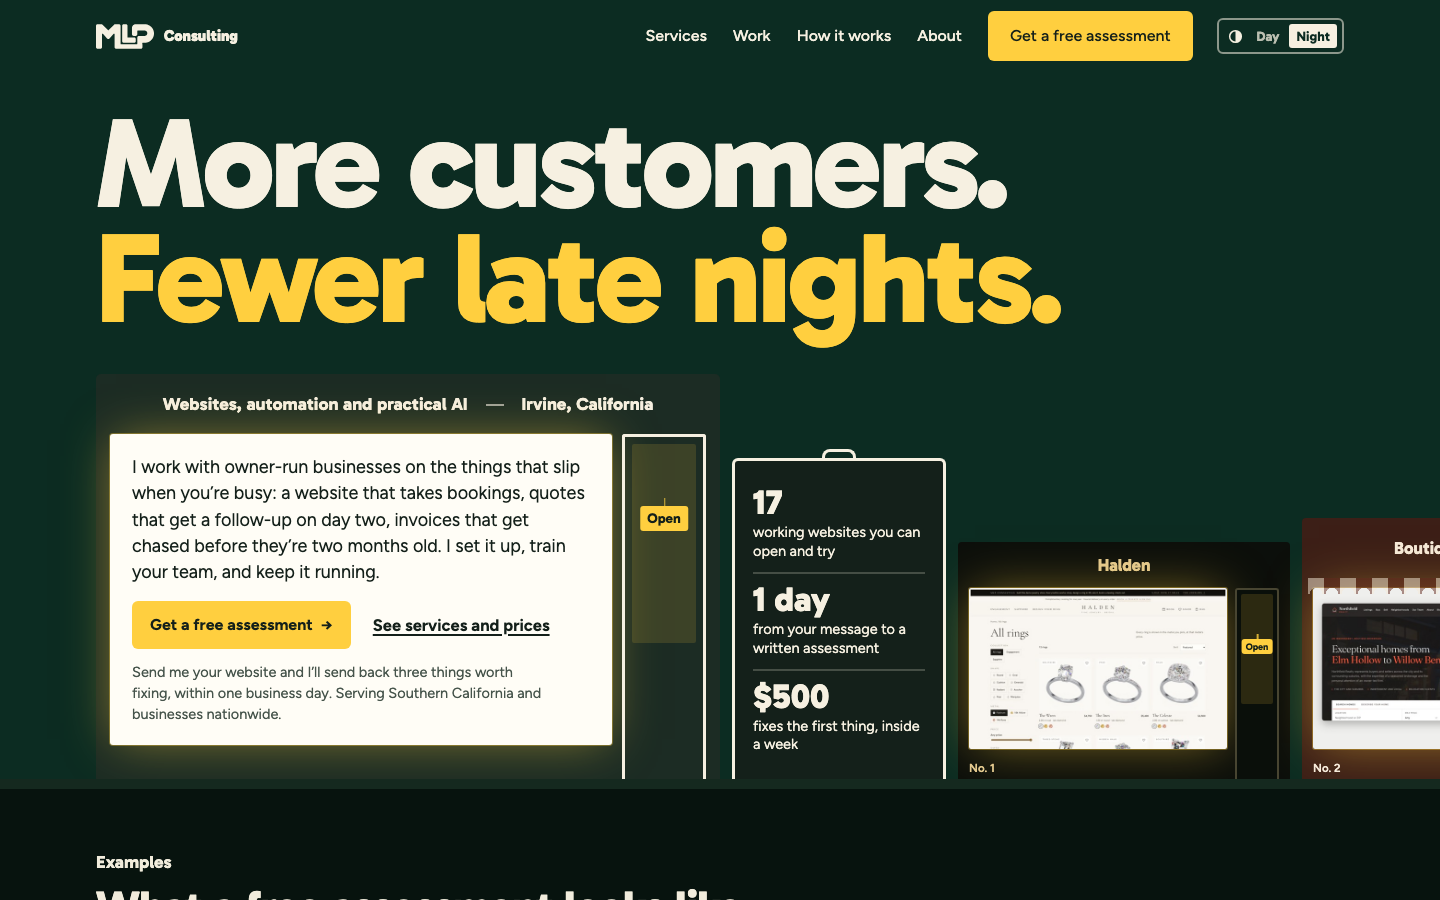 MLP Consulting
Services
Work
How it works
About
Get a free assessment
Day
Night
More customers.
Fewer late nights.
Websites, automation and practical AI — Irvine, California
I work with owner-run businesses on the things that slip
when you’re busy: a website that takes bookings, quotes
that get a follow-up on day two, invoices that get
chased before they’re two months old. I set it up, train
your team, and keep it running.
Get a free assessment →
See services and prices
Send me your website and I’ll send back three things worth
fixing, within one business day. Serving Southern California and
businesses nationwide.
Open
17
working websites you can
open and try
1 day
from your message to a
written assessment
$500
fixes the first thing, inside
a week
Halden
HALDEN
All rings
Open
No. 1
Exceptional homes from
Elm Hollow to Willow
No. 2
Examples
What a free assessment looks like